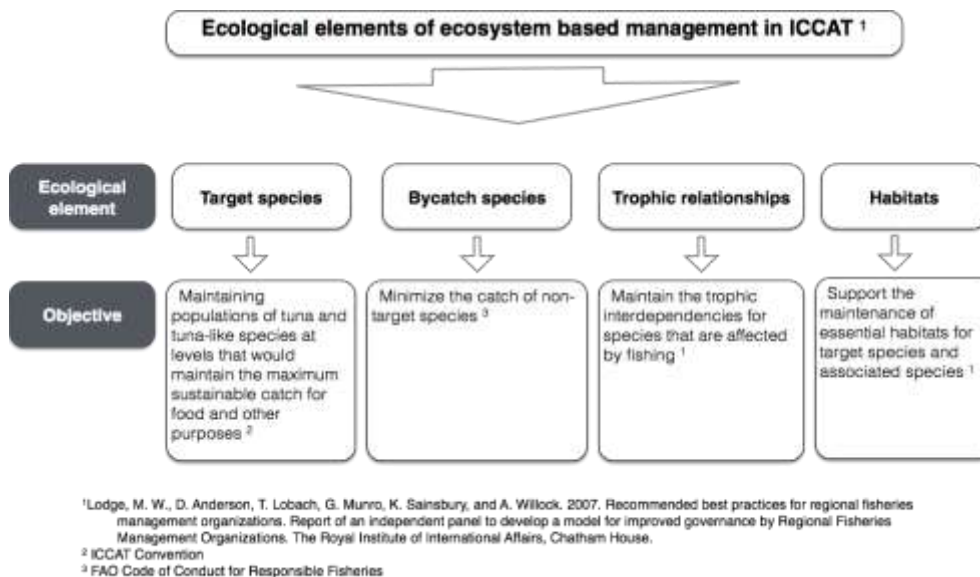 Ecological elements of ecosystem based management in ICCAT ¹
Ecological
element
Target species
Bycatch species
Trophic relationships
Habitats
Objective
Maintaining
populations of tuna and
tuna-like species at
levels that would
maintain the maximum
sustainable catch for
food and other
purposes ²
Minimize the catch of non-
target species ³
Maintain the trophic
interdependencies for
species that are affected
by fishing ¹
Support the
maintenance of
essential habitats for
target species and
associated species ¹
¹Lodge, M. W., D. Anderson, T. Lobach, G. Munro, K. Sainsbury, and A. Willock. 2007. Recommended best practices for regional fisheries
management organizations. Report of an independent panel to develop a model for improved governance by Regional Fisheries
Management Organizations. The Royal Institute of International Affairs, Chatham House.
² ICCAT Convention
³ FAO Code of Conduct for Responsible Fisheries